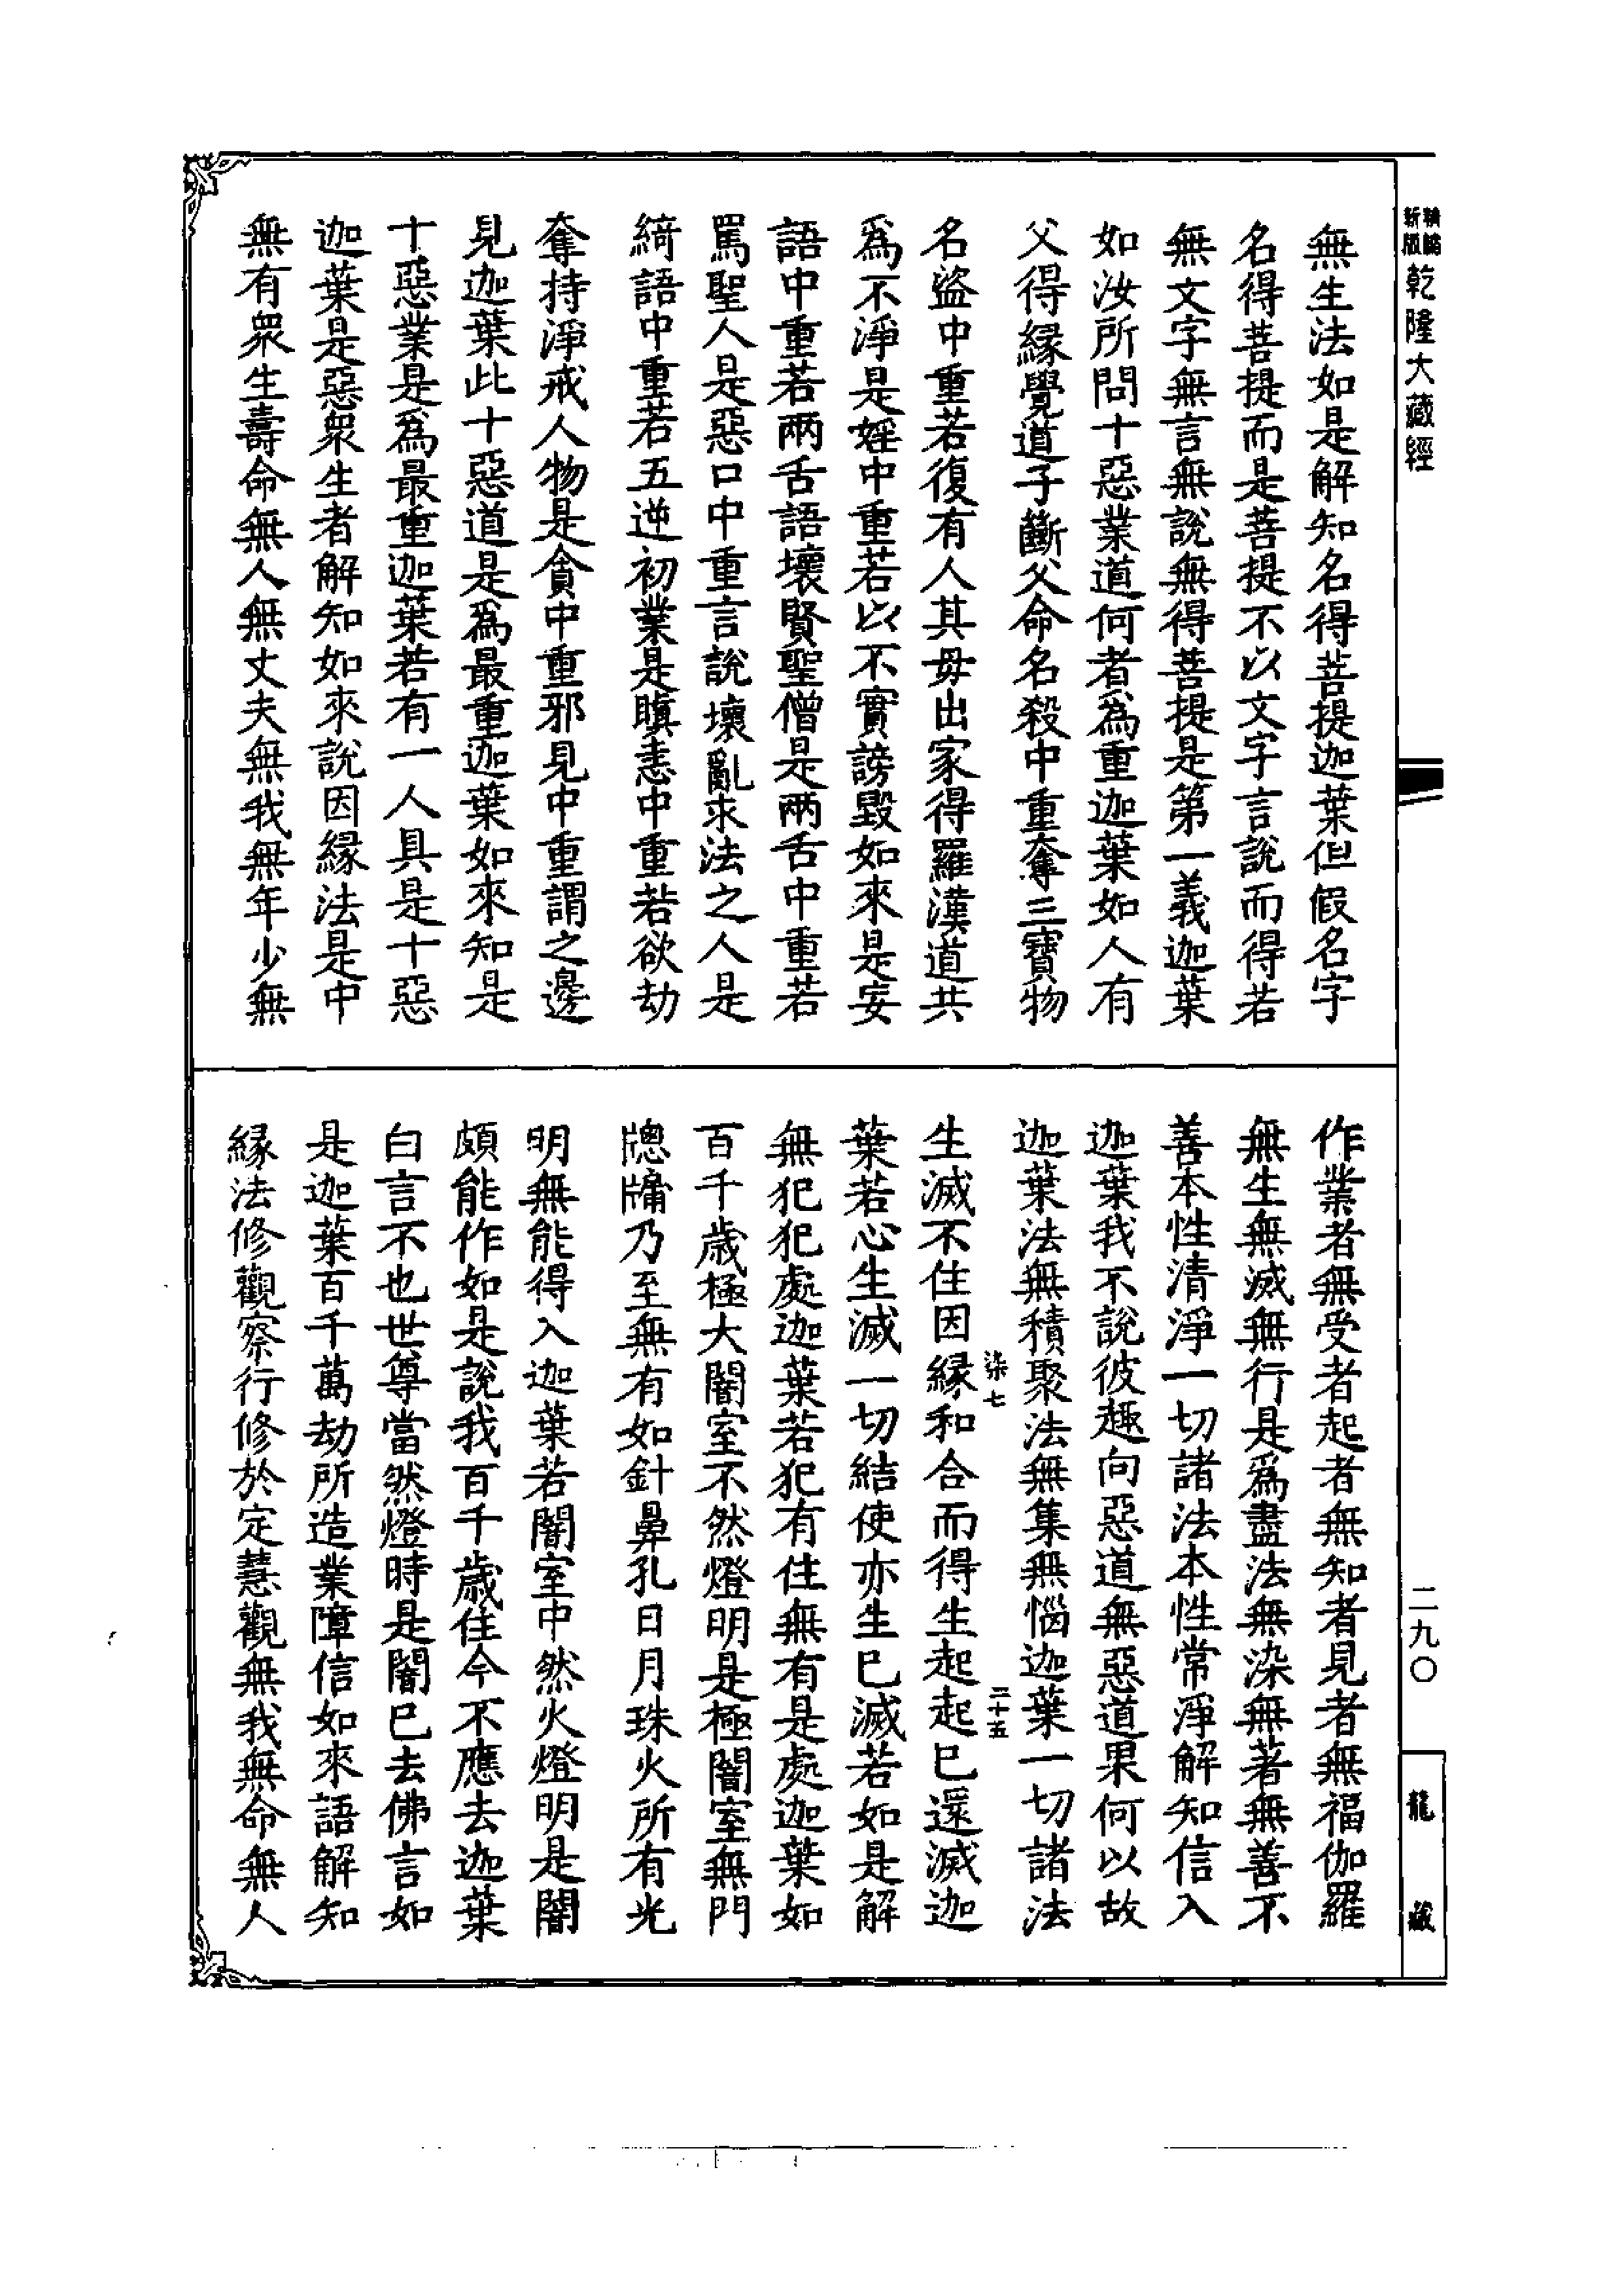 新版精編
乾隆大藏經
無生法如是解知名得菩提迦葉但假名字
名得菩提而是菩提不以文字言說而得若
無文字無言無說無得菩提是第一義迦葉
如汝所問十惡業道何者為重迦葉如人有
父得緣覺道子斷父命名殺中重奪三寶物
名盜中重若復有人其母出家得羅漢道共
為不淨是婬中重若以不實謗毀如來是妄
語中重若兩舌語壞賢聖僧是兩舌中重若
罵聖人是惡口中重言說壞亂求法之人是
綺語中重若五逆初業是瞋恚中重若欲劫
奪持淨戒人物是貪中重邪見中重謂之邊
見迦葉此十惡道是為最重迦葉如來知是
十惡業是為最重迦葉若有一人具是十惡
迦葉是惡眾生者解知如來說因緣法是中
無有眾生壽命無人無丈夫無我無年少無
作業者無受者起者無知者見者無福伽羅
無生無滅無行是為盡法無染無著無善不
善本性清淨一切諸法本性常淨解知信入
迦葉我不說彼趣向惡道無惡道果何以故
迦葉法無積聚法無集無惱迦葉一切諸法
柒七
二十五
生滅不住因緣和合而得生起起已還滅迦
葉若心生滅一切結使亦生已滅若如是解
無犯犯處迦葉若犯有住無有是處迦葉如
百千歲極大闇室不然燈明是極闇室無門
牕牖乃至無有如針鼻孔日月珠火所有光
明無能得入迦葉若闇室中然火燈明是闇
頗能作如是說我百千歲住今不應去迦葉
白言不也世尊當然燈時是闇已去佛言如
是迦葉百千萬劫所造業障信如來語解知
緣法修觀察行修於定慧觀無我無命無人
二九〇
龍藏